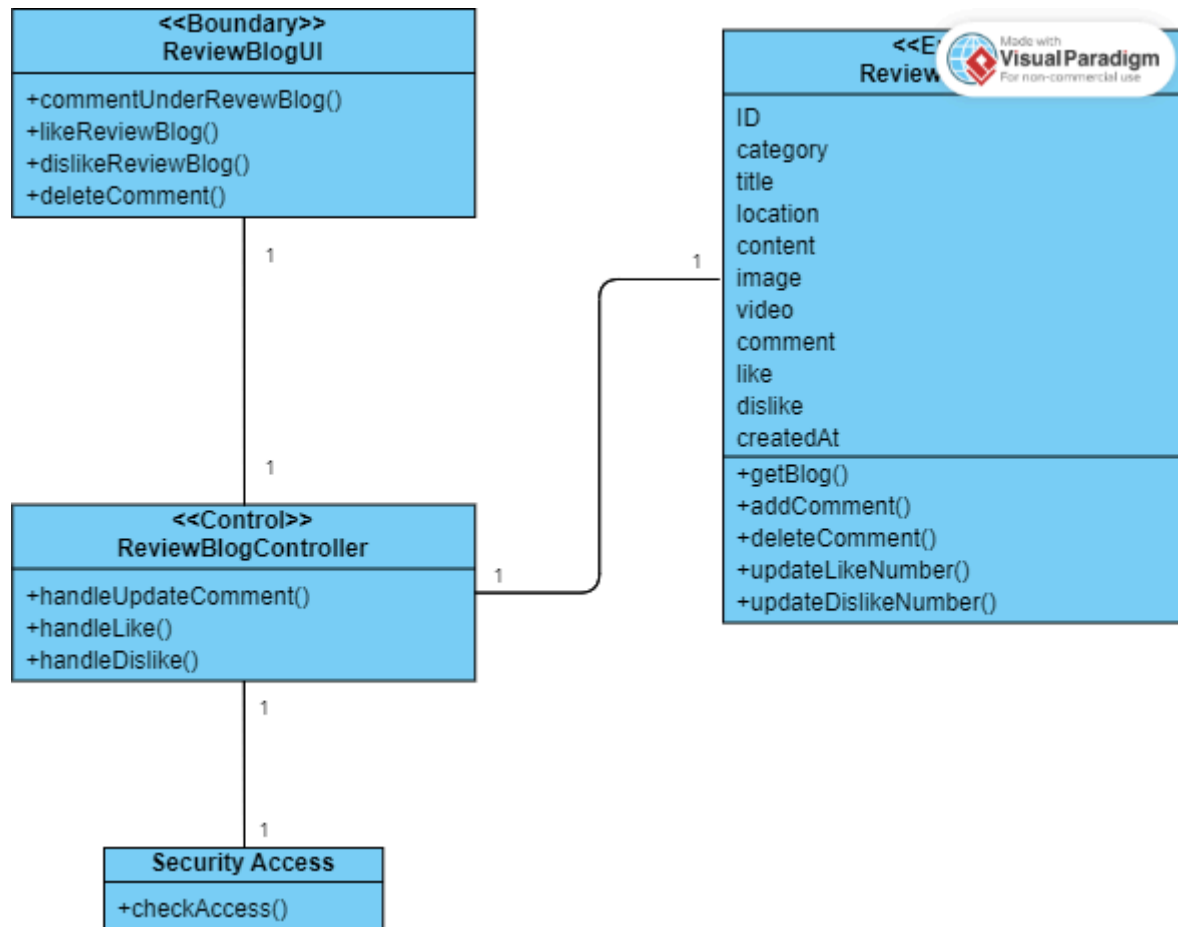 <<Boundary>>
ReviewBlogUI
+commentUnderRevewBlog()
+likeReviewBlog()
+dislikeReviewBlog()
+deleteComment()
1
1
<<Control>>
ReviewBlogController
+handleUpdateComment()
+handleLike()
+handleDislike()
1
1
Security Access
+checkAccess()
1
1
<<E
Review
Made with
Visual Paradigm
For non-commercial use
ID
category
title
location
content
image
video
comment
like
dislike
createdAt
+getBlog()
+addComment()
+deleteComment()
+updateLikeNumber()
+updateDislikeNumber()